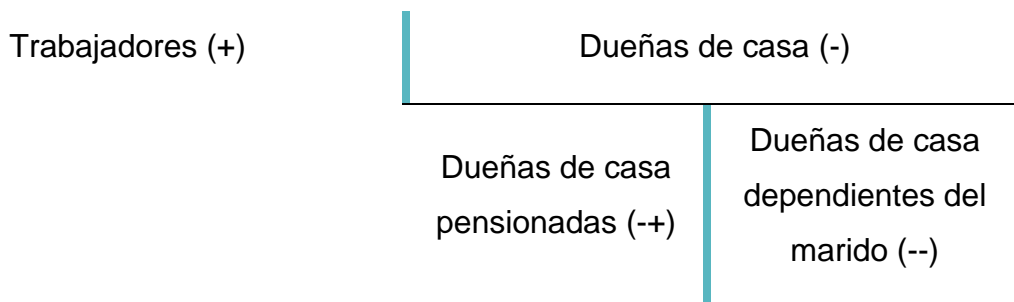 Trabajadores (+)
Dueñas de casa (-)
Dueñas de casa
pensionadas (-+)
Dueñas de casa
dependientes del
marido (--)